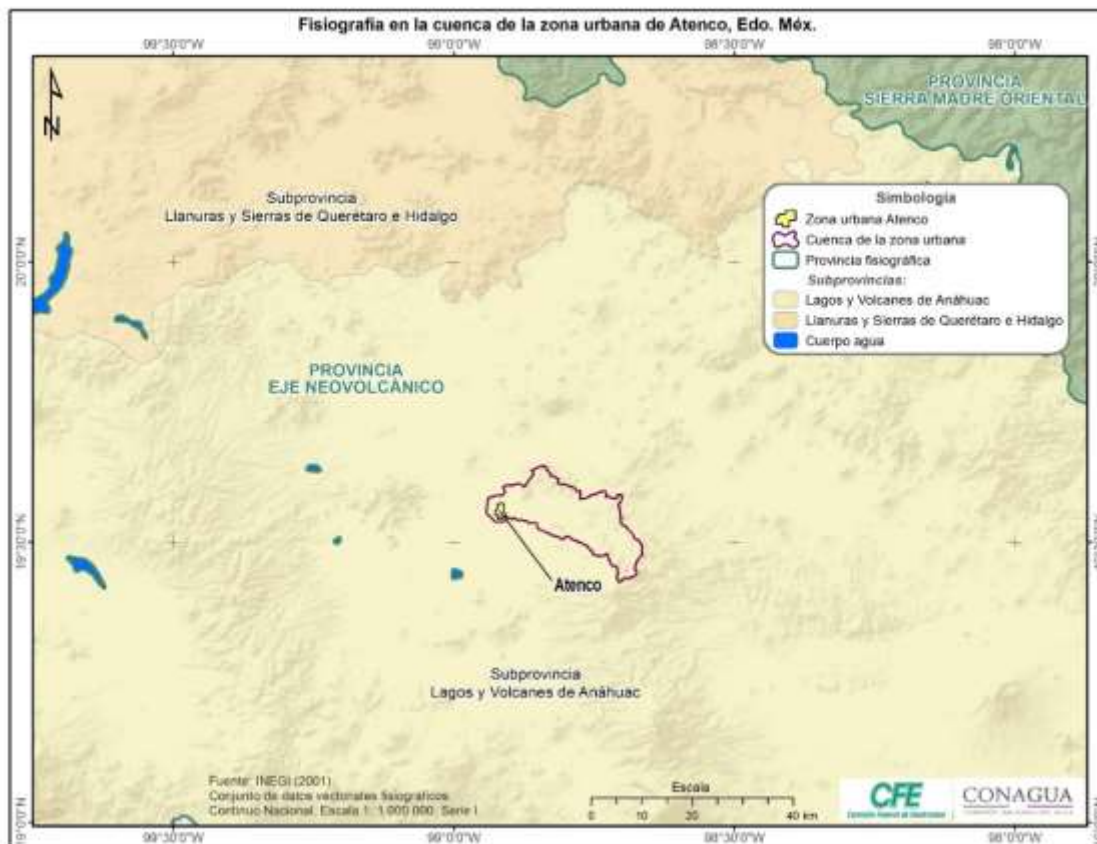 Fisiografía en la cuenca de la zona urbana de Atenco, Edo. Méx.
99°30'0"W 99°0'0"W 98°30'0"W 98°0'0"W
PROVINCIA
SIERRA MADRE ORIENTAL
N
Subprovincia
Llanuras y Sierras de Querétaro e Hidalgo
Simbología
Zona urbana Atenco
Cuenca de la zona urbana
Provincia fisiográfica
Subprovincias:
Lagos y Volcanes de Anáhuac
Llanuras y Sierras de Querétaro e Hidalgo
Cuerpo agua
20°0'0"N
PROVINCIA
EJE NEOVOLCÁNICO
19°30'0"N
Atenco
Subprovincia
Lagos y Volcanes de Anáhuac
Fuente: INEGI (2001)
Conjunto de datos vectoriales fisiográficos
Continuo Nacional. Escala 1: 1 000 000. Serie I.
Escala
0 10 20 40 km
CFE
CONAGUA
19°0'0"N
99°30'0"W 99°0'0"W 98°30'0"W 98°0'0"W